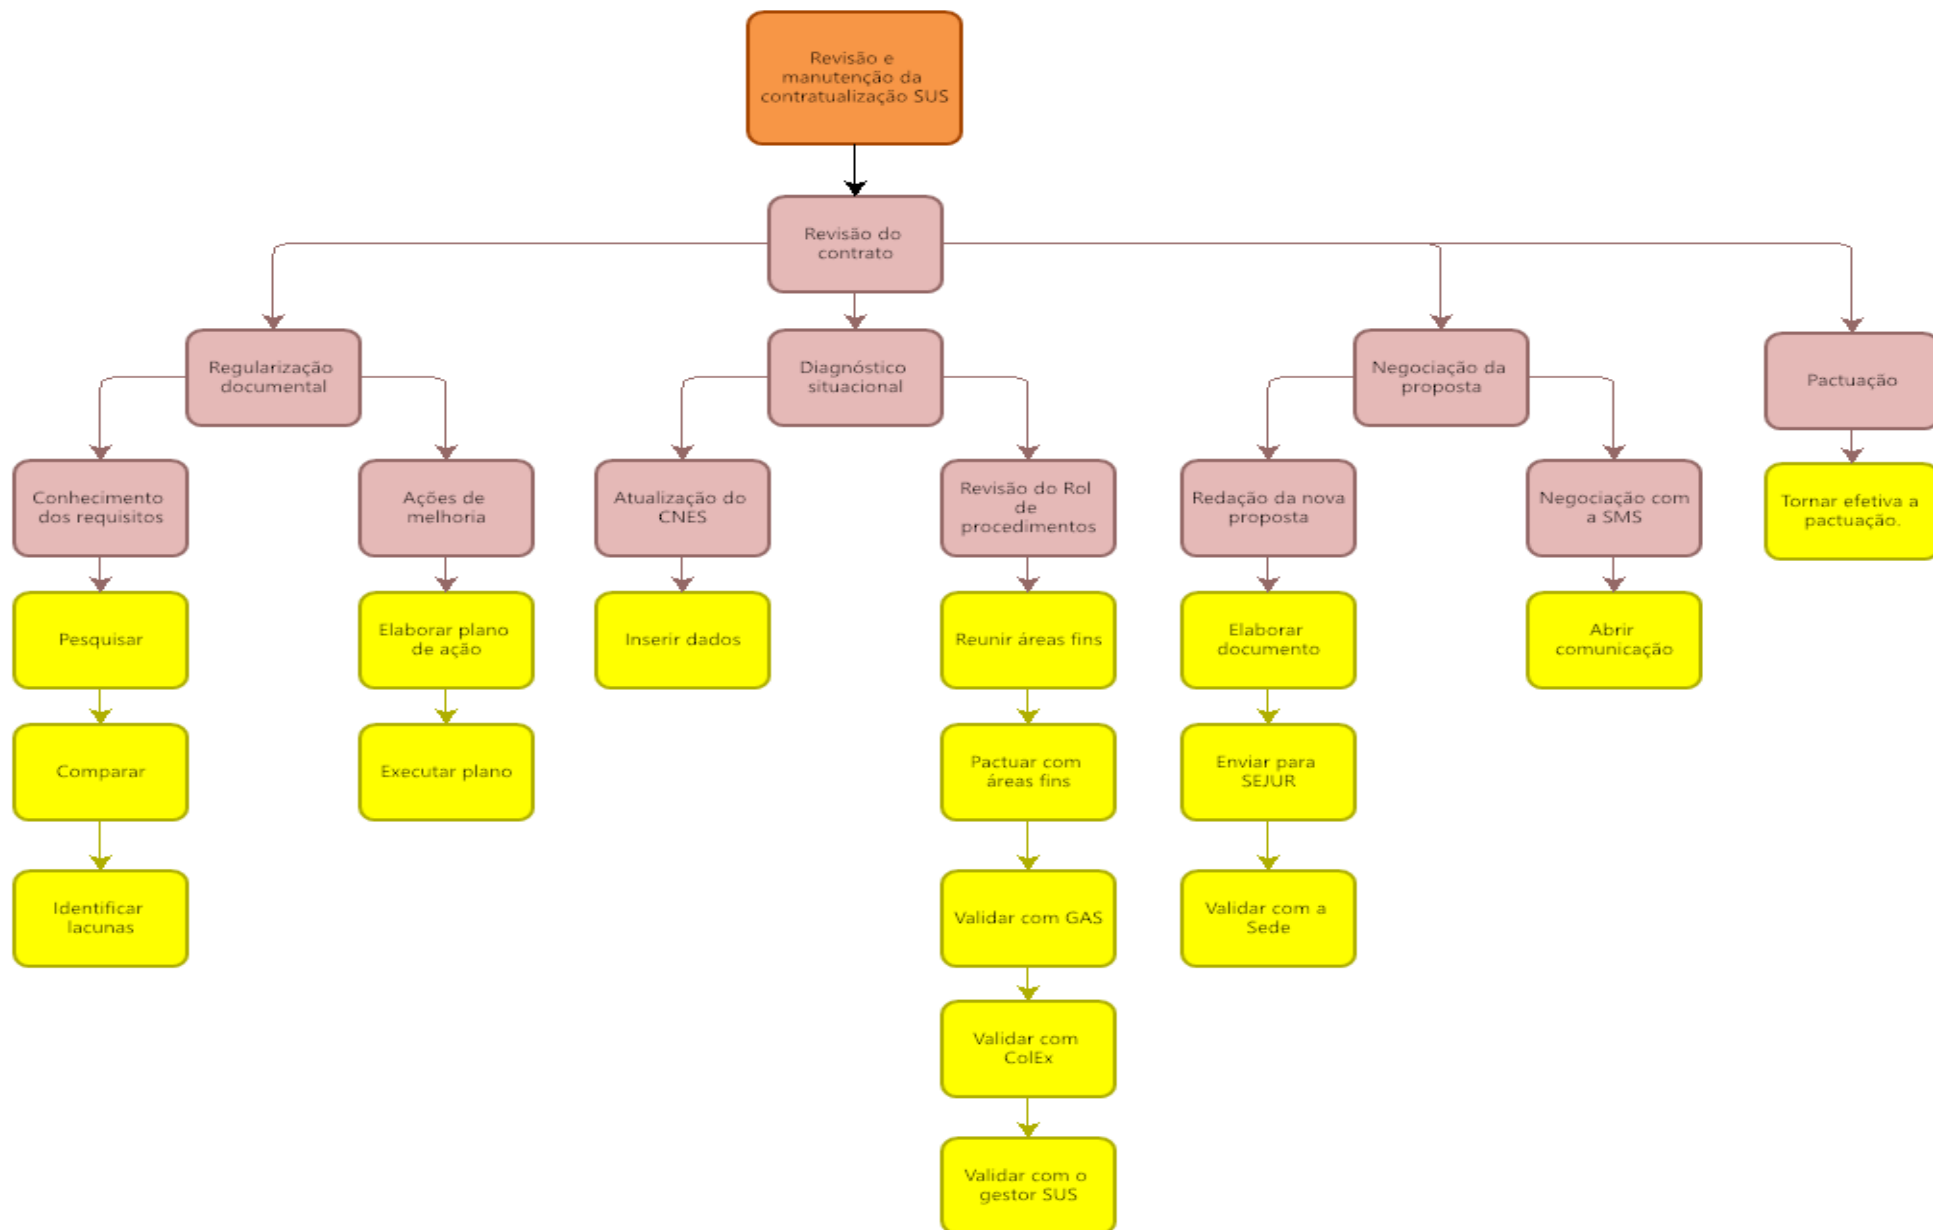 Revisão e
manutenção da
contratualização SUS
Revisão do
contrato
Regularização
documental
Diagnóstico
situacional
Negociação da
proposta
Pactuação
Conhecimento
dos requisitos
Ações de
melhoria
Atualização do
CNES
Revisão do Rol
de
procedimentos
Redação da nova
proposta
Negociação com
a SMS
Tornar efetiva a
pactuação.
Pesquisar
Elaborar plano
de ação
Inserir dados
Reunir áreas fins
Elaborar
documento
Abrir
comunicação
Comparar
Executar plano
Pactuar com
áreas fins
Enviar para
SEJUR
Identificar
lacunas
Validar com GAS
Validar com a
Sede
Validar com
ColEx
Validar com o
gestor SUS